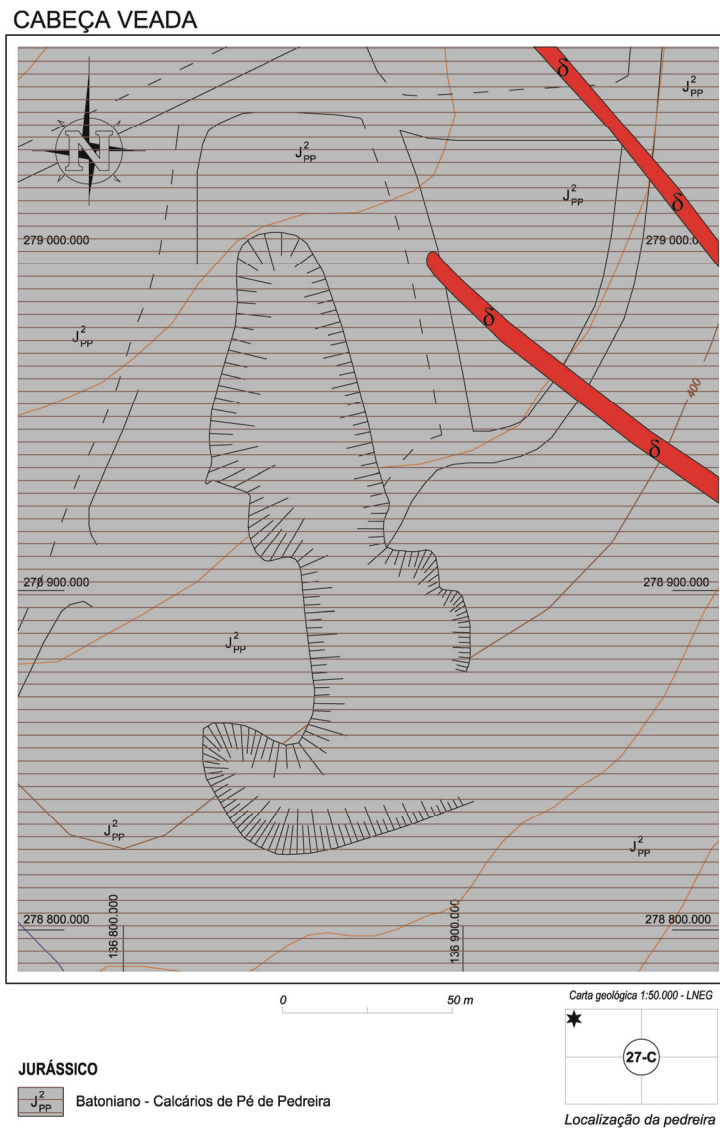 CABEÇA VEADA
δ
J²PP
N
J²PP
J²PP
δ
279 000.000
279 000.0
δ
J²PP
400
δ
278 900.000
278 900.000
J²PP
J²PP
J²PP
278 800.000
136 800.000
136 900.000
278 800.000
0 50 m
Carta geológica 1:50.000 - LNEG
27-C
Localização da pedreira
JURÁSSICO
J²PP Batoniano - Calcários de Pé de Pedreira